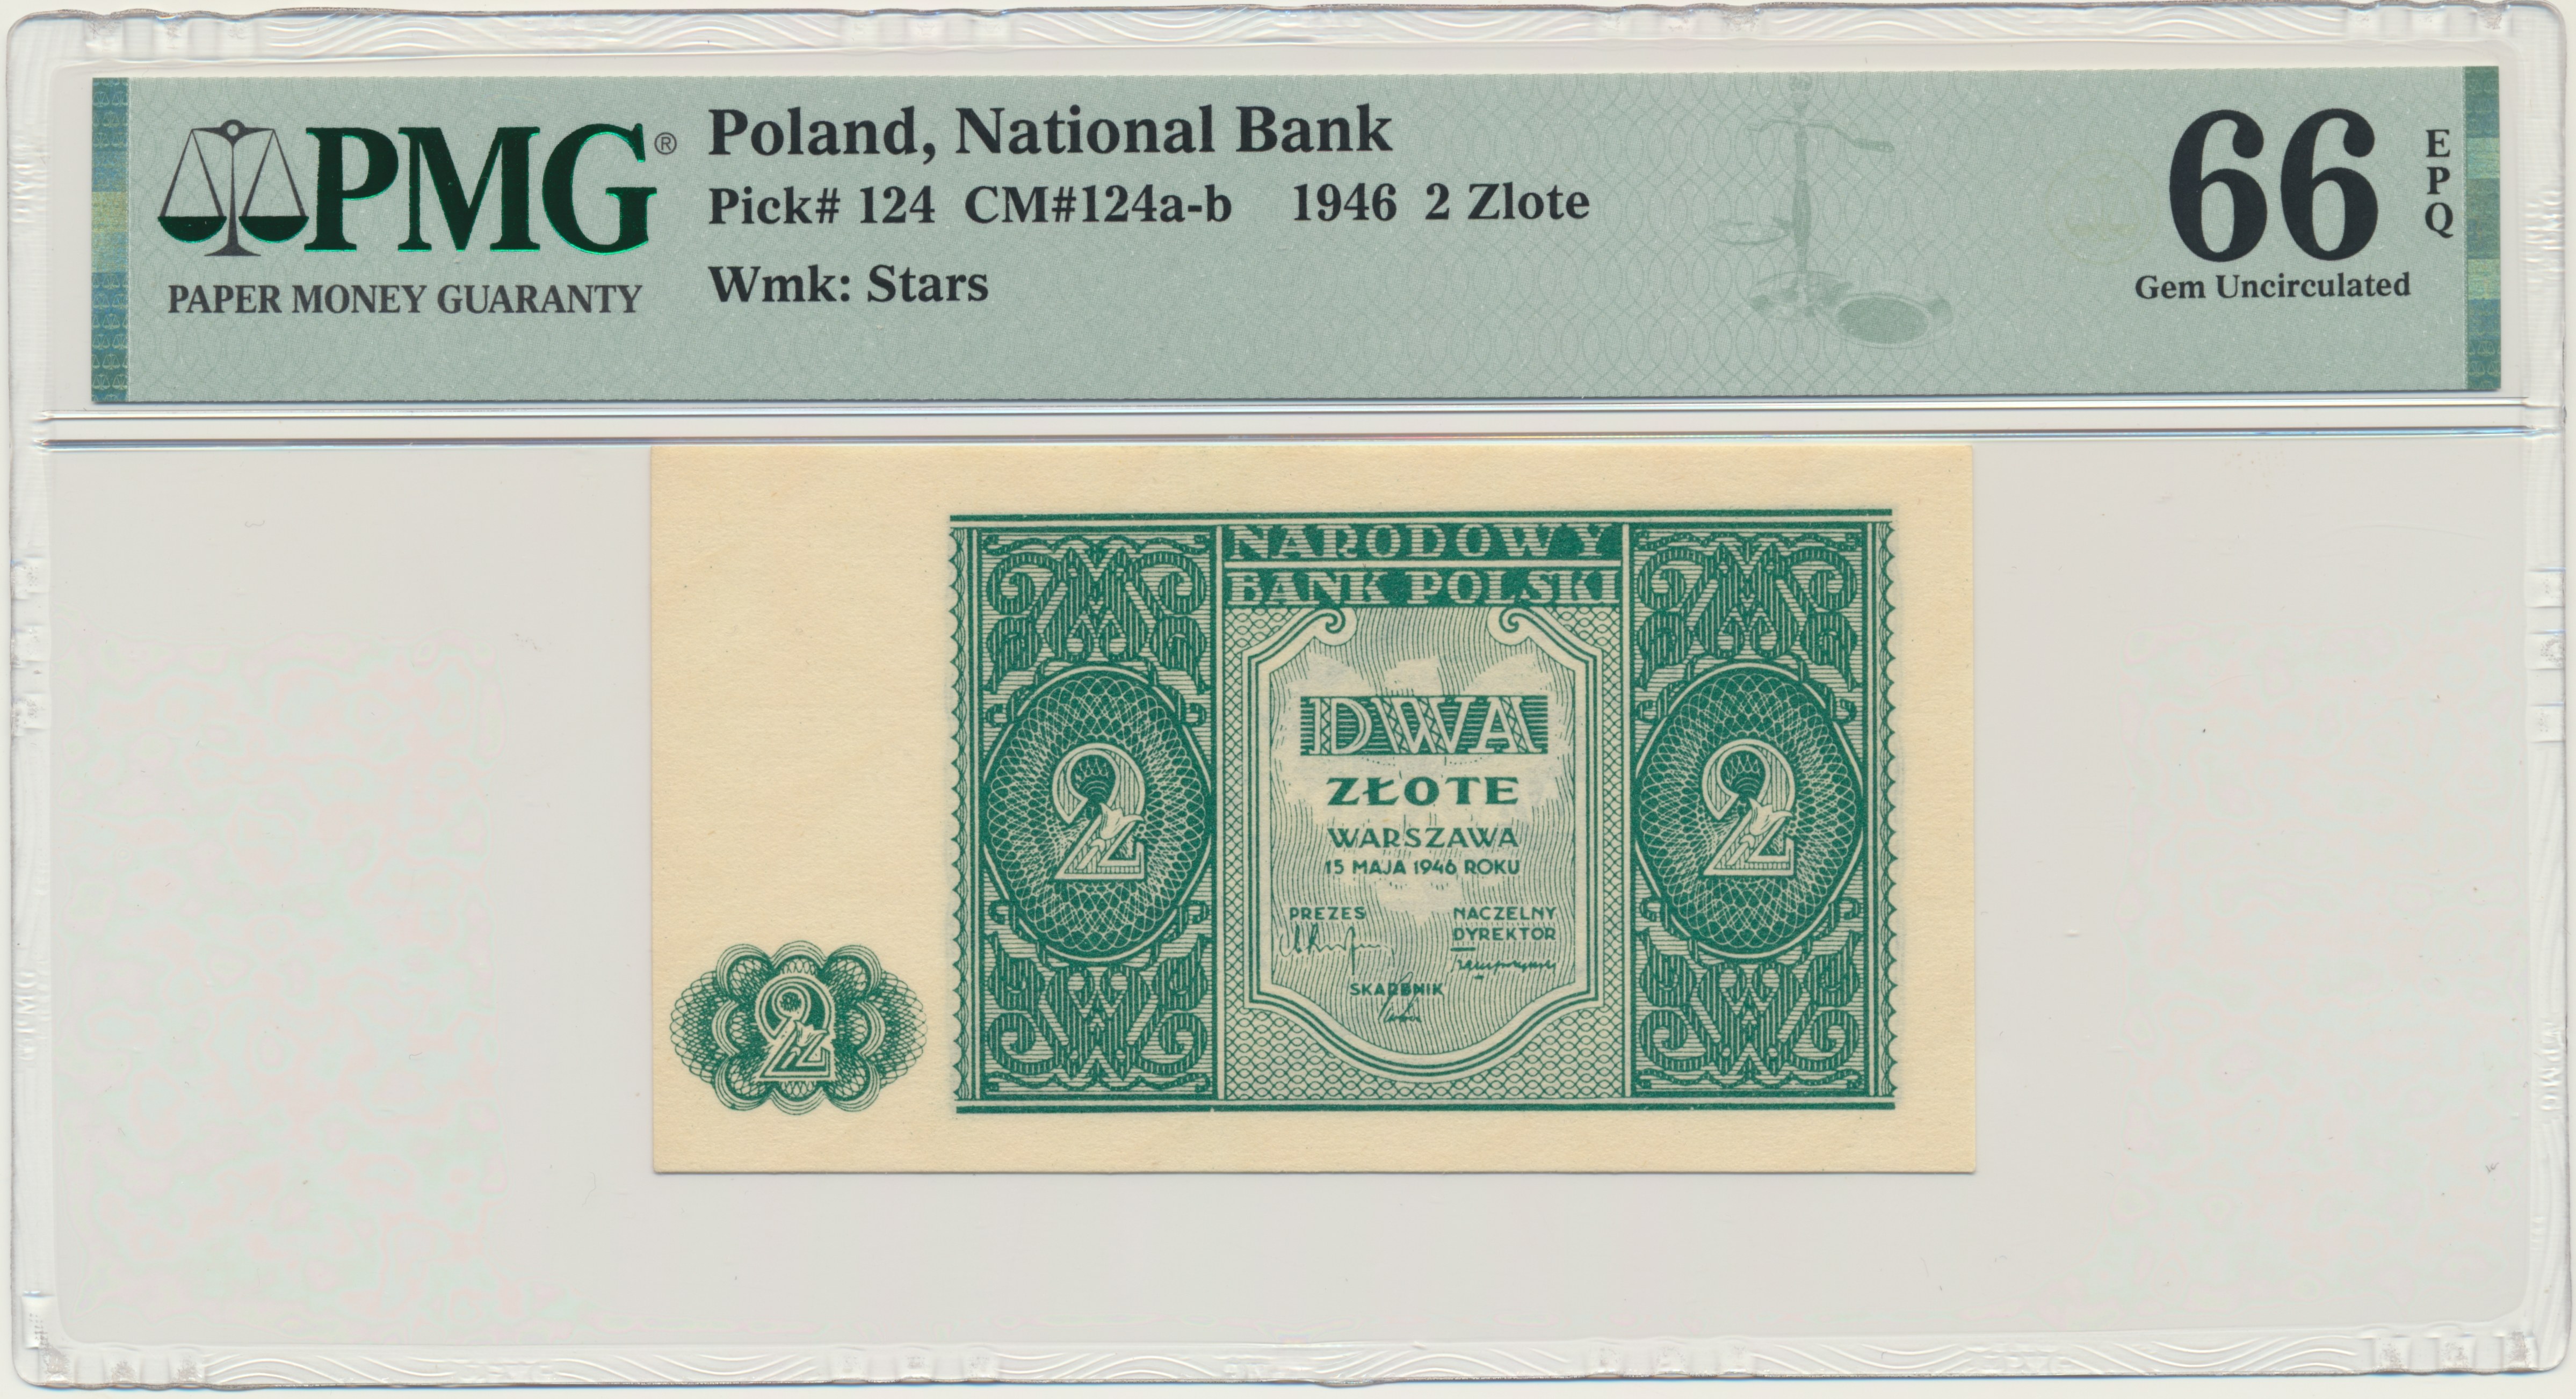 PMG®
PAPER MONEY GUARANTY
Poland, National Bank
Pick# 124 CM#124a-b 1946 2 Zlote
Wmk: Stars
66
EPQ
Gem Uncirculated
NARODOWY
BANK POLSKI
DWA
ZŁOTE
WARSZAWA
15 MAJA 1946 ROKU
PREZES
NACZELNY
DYREKTOR
SKARBNIK
2
2
2